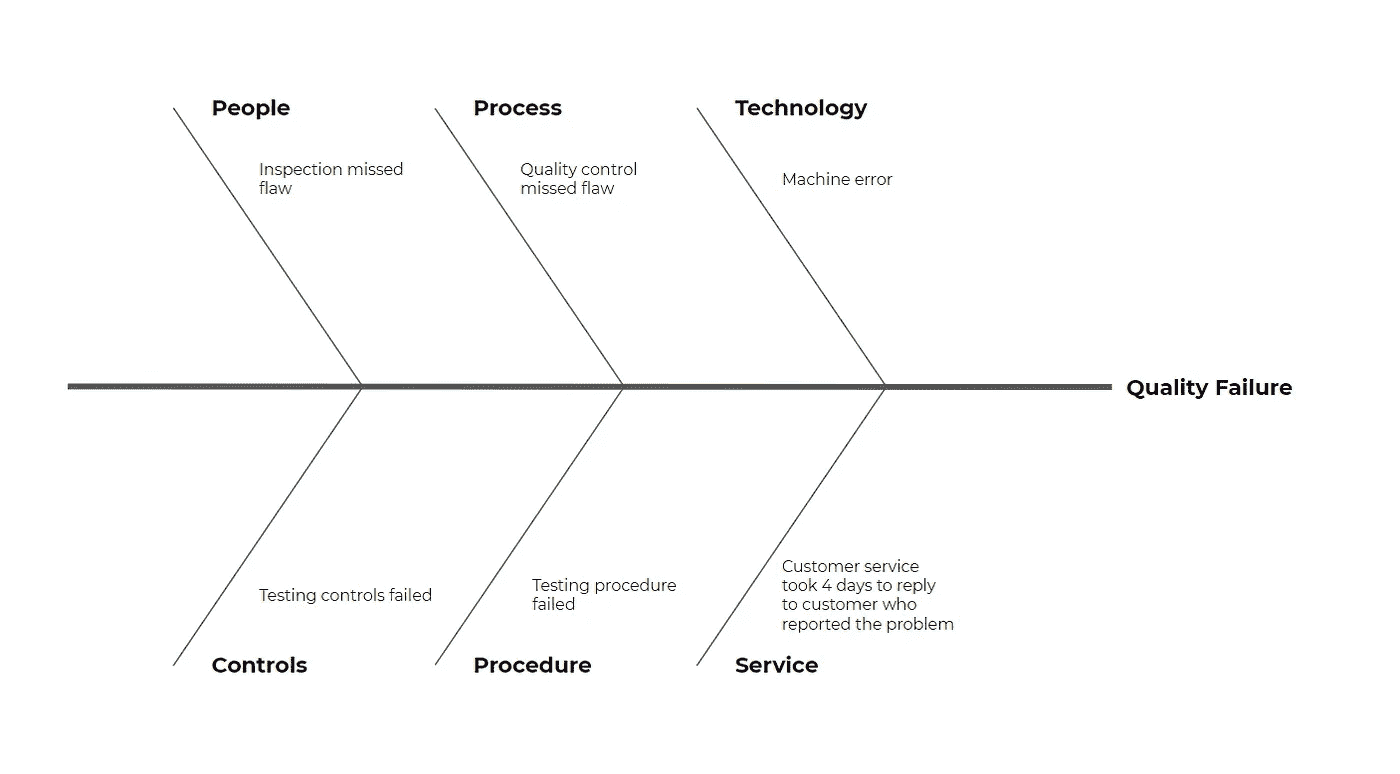 People
Process
Technology
Inspection missed
flaw
Quality control
missed flaw
Machine error
Quality Failure
Testing controls failed
Testing procedure
failed
Customer service
took 4 days to reply
to customer who
reported the problem
Controls
Procedure
Service